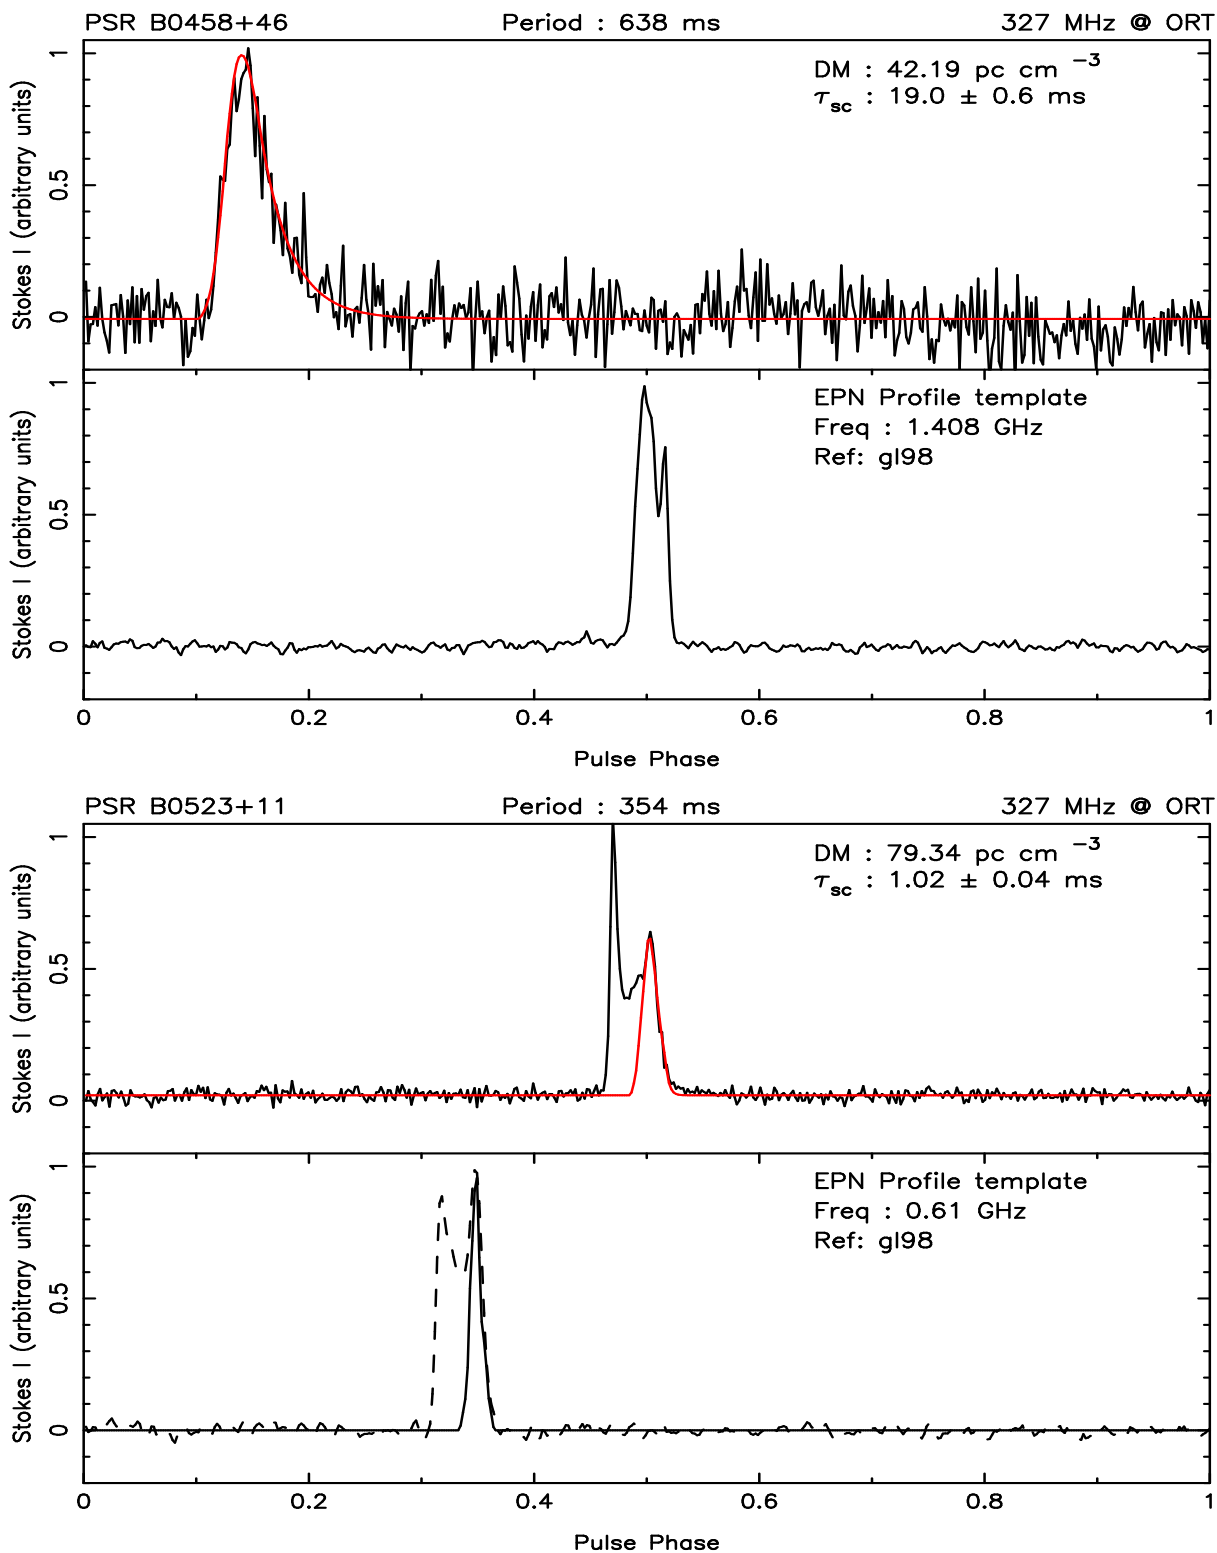 PSR B0458+46 Period : 638 ms 327 MHz @ ORT
DM : 42.19 pc cm −3
τsc : 19.0 ± 0.6 ms
Stokes I (arbitrary units)
0 0.5 1
EPN Profile template
Freq : 1.408 GHz
Ref: gl98
Stokes I (arbitrary units)
0 0.5 1
0 0.2 0.4 0.6 0.8 1
Pulse Phase
PSR B0523+11 Period : 354 ms 327 MHz @ ORT
DM : 79.34 pc cm −3
τsc : 1.02 ± 0.04 ms
Stokes I (arbitrary units)
0 0.5 1
EPN Profile template
Freq : 0.61 GHz
Ref: gl98
Stokes I (arbitrary units)
0 0.5 1
0 0.2 0.4 0.6 0.8 1
Pulse Phase